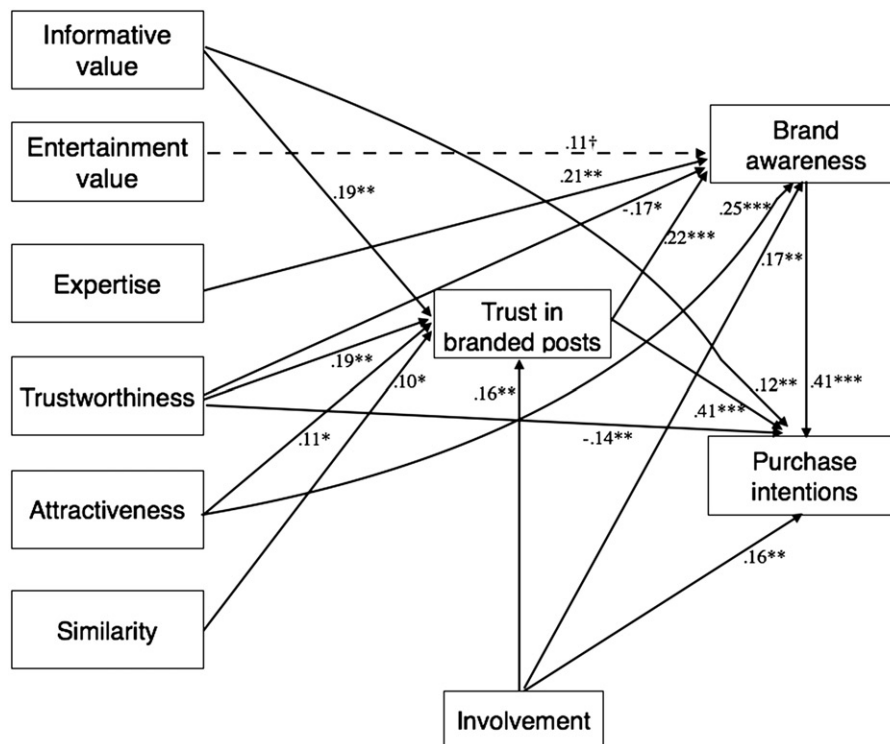 Informative
value
Entertainment
value
Expertise
Trustworthiness
Attractiveness
Similarity
Trust in
branded posts
Involvement
Brand
awareness
Purchase
intentions
.11†
.21**
.19**
-.17*
.25***
.22***
.17**
.19**
.10*
.16**
.12**
.41***
.41***
.11*
-.14**
.16**